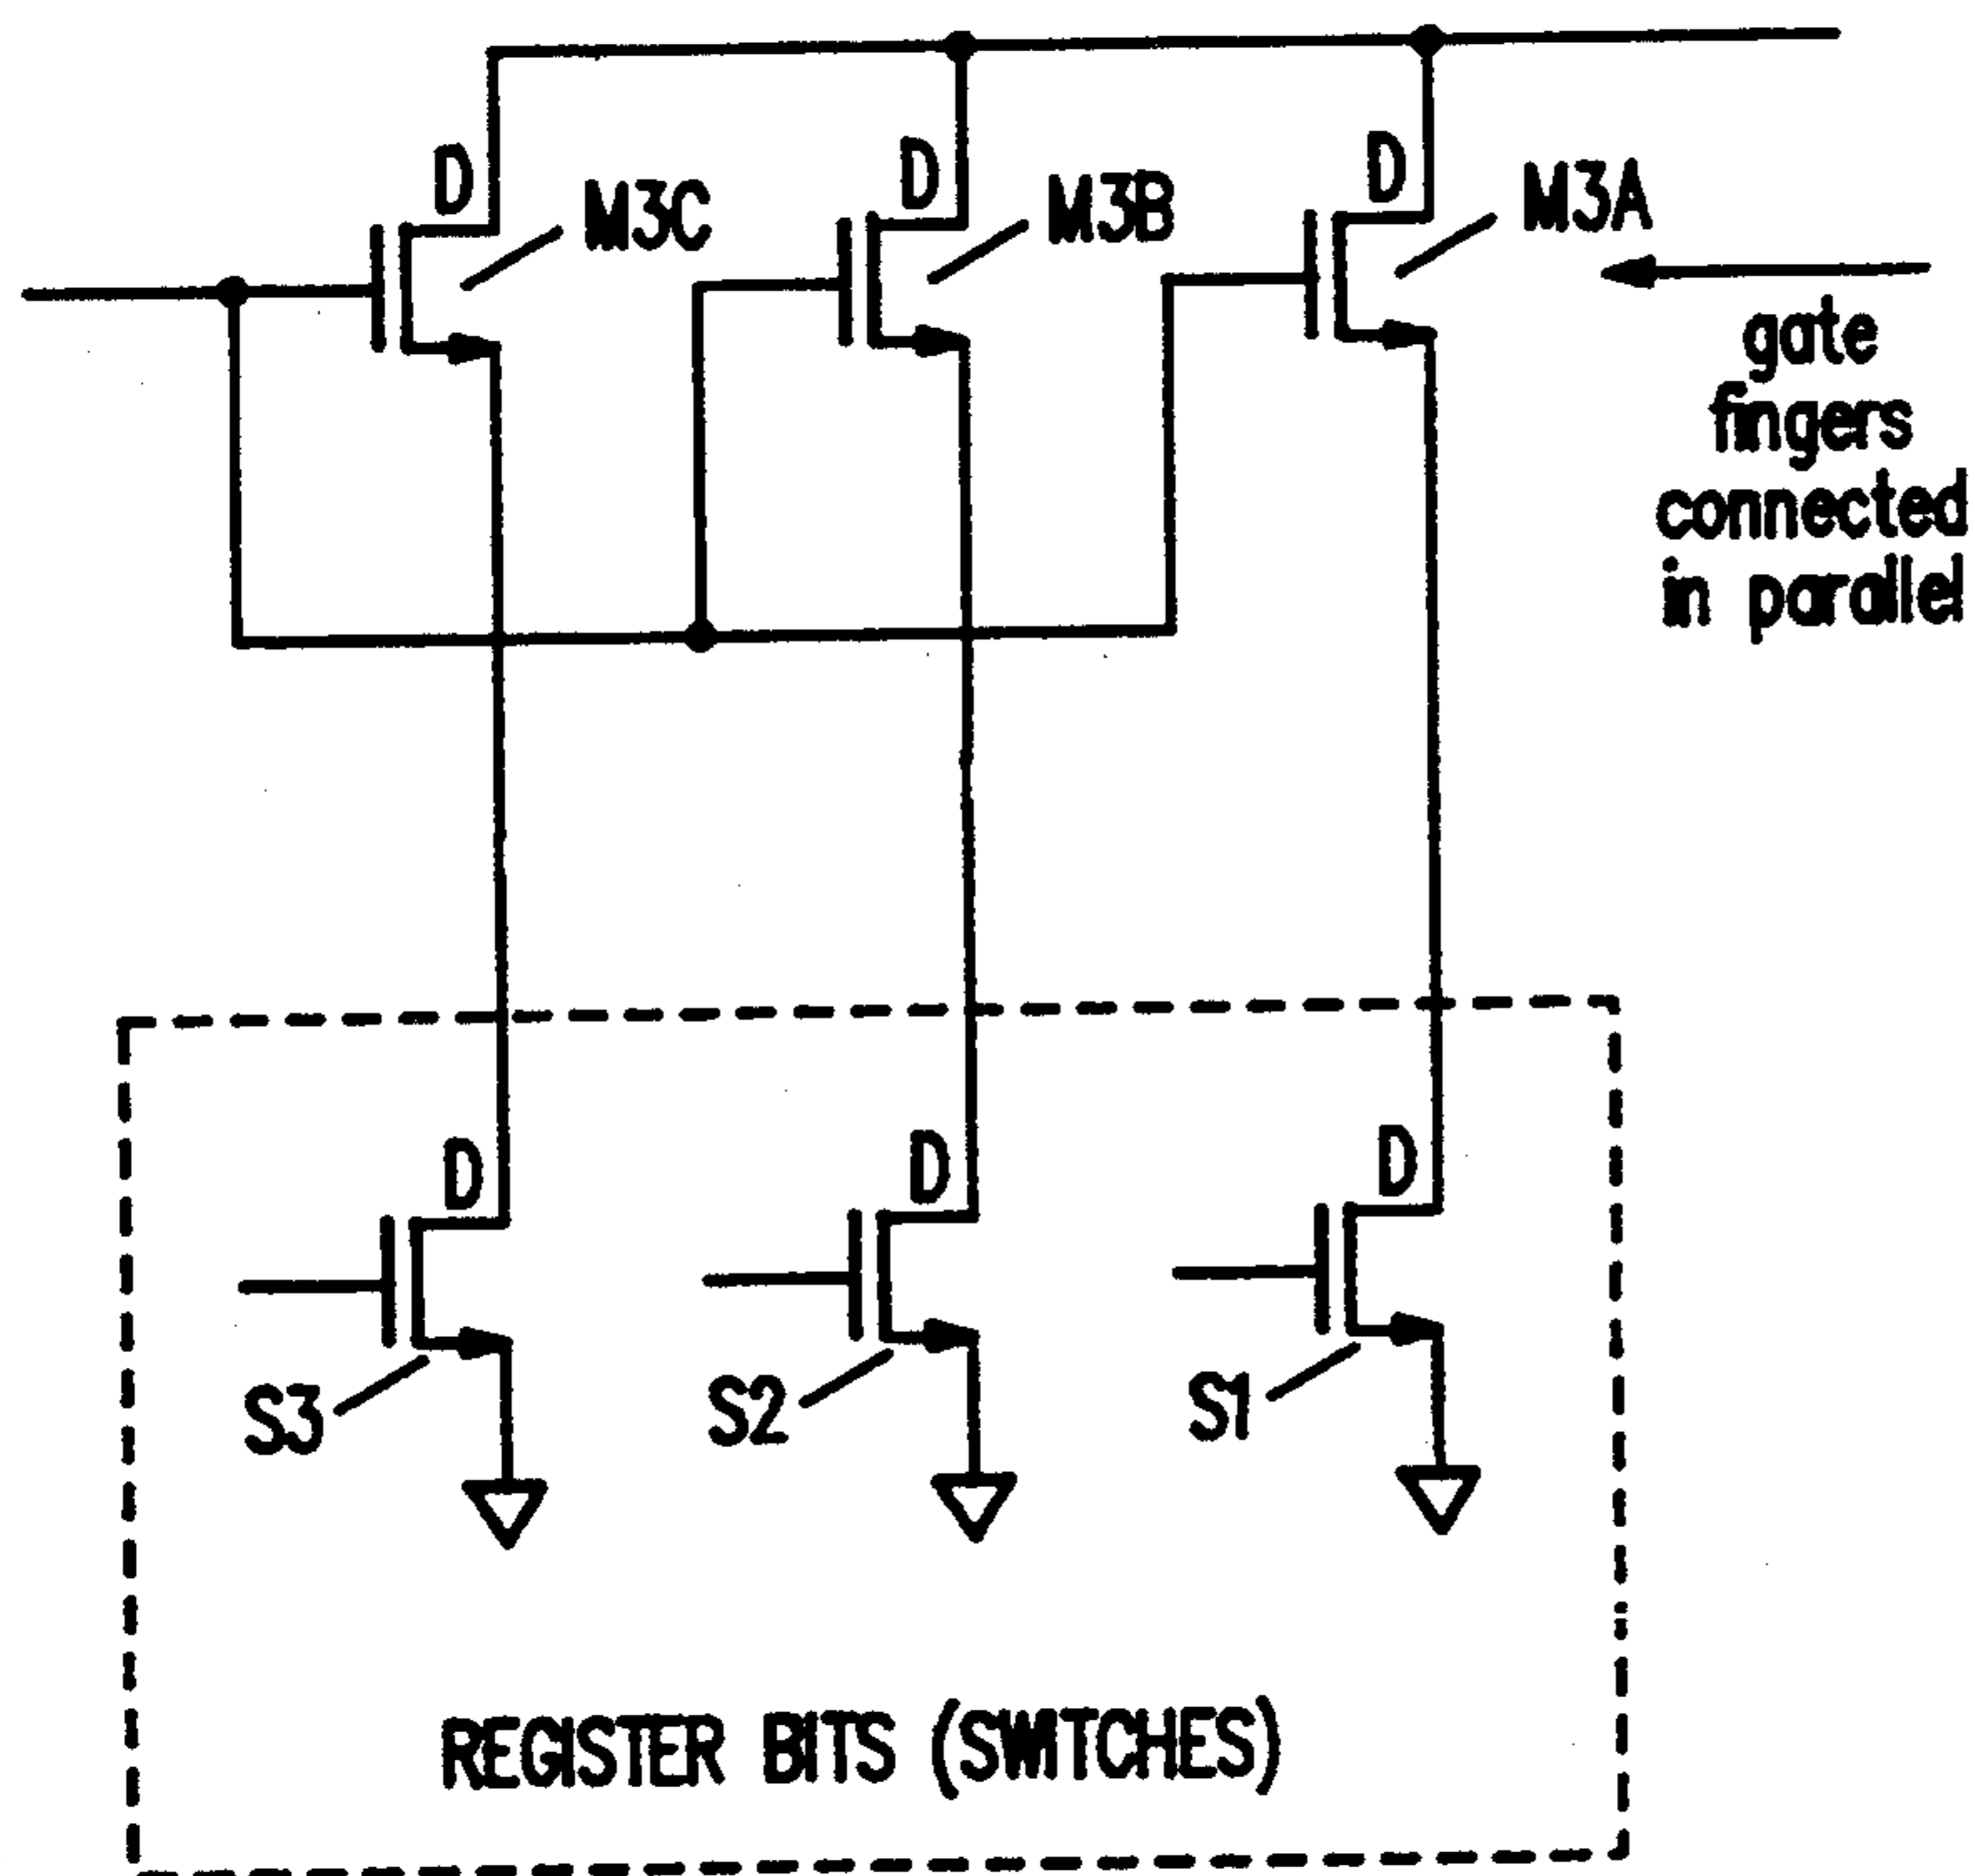 D
M3C
D
M3B
D
M3A
gate
fingers
connected
in parallel
D
D
D
S3
S2
S1
REGISTER BITS (SWITCHES)